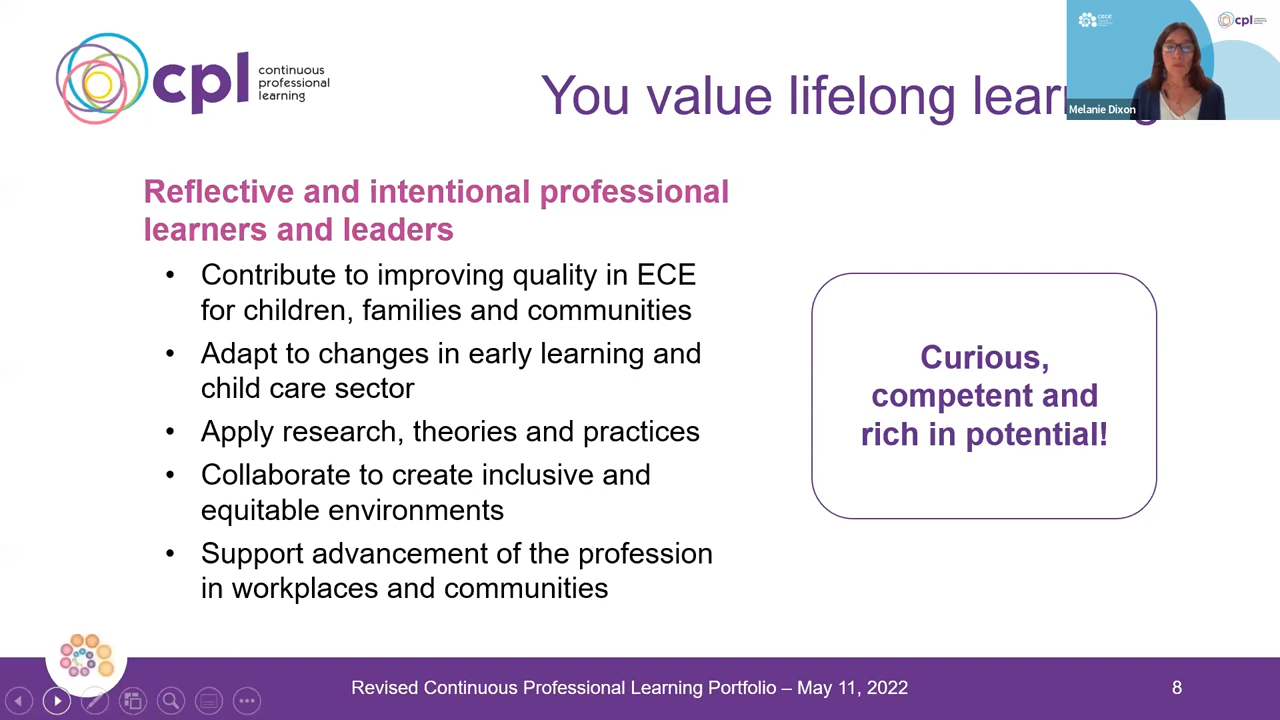 cpl
continuous
professional
learning
You value lifelong lear
CECE
cpl
Melanie Dixon
Reflective and intentional professional
learners and leaders
• Contribute to improving quality in ECE
for children, families and communities
• Adapt to changes in early learning and
child care sector
• Apply research, theories and practices
• Collaborate to create inclusive and
equitable environments
• Support advancement of the profession
in workplaces and communities
Curious,
competent and
rich in potential!
Revised Continuous Professional Learning Portfolio – May 11, 2022
8